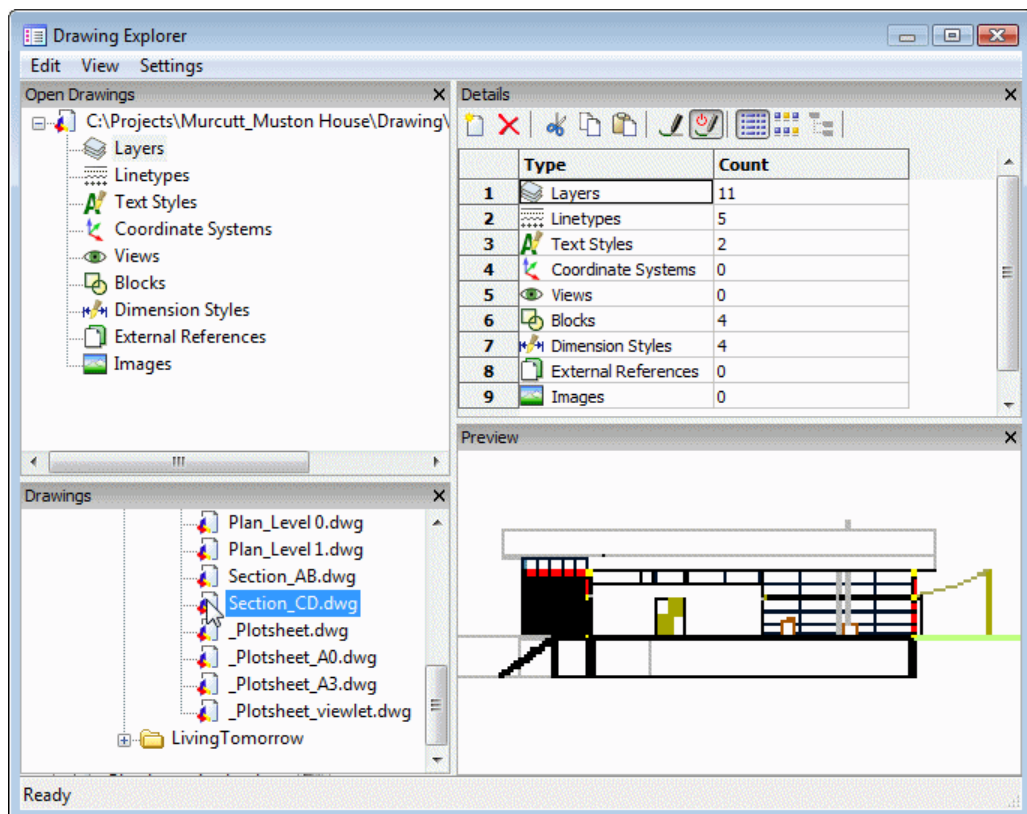 Drawing Explorer
Edit View Settings
Open Drawings
C:\Projects\Murcutt_Muston House\Drawing\
Layers
Linetypes
Text Styles
Coordinate Systems
Views
Blocks
Dimension Styles
External References
Images
Details
Type Count
1 Layers 11
2 Linetypes 5
3 Text Styles 2
4 Coordinate Systems 0
5 Views 0
6 Blocks 4
7 Dimension Styles 4
8 External References 0
9 Images 0
Drawings
Plan_Level 0.dwg
Plan_Level 1.dwg
Section_AB.dwg
Section_CD.dwg
_Plotsheet.dwg
_Plotsheet_A0.dwg
_Plotsheet_A3.dwg
_Plotsheet_viewlet.dwg
LivingTomorrow
Preview
Ready